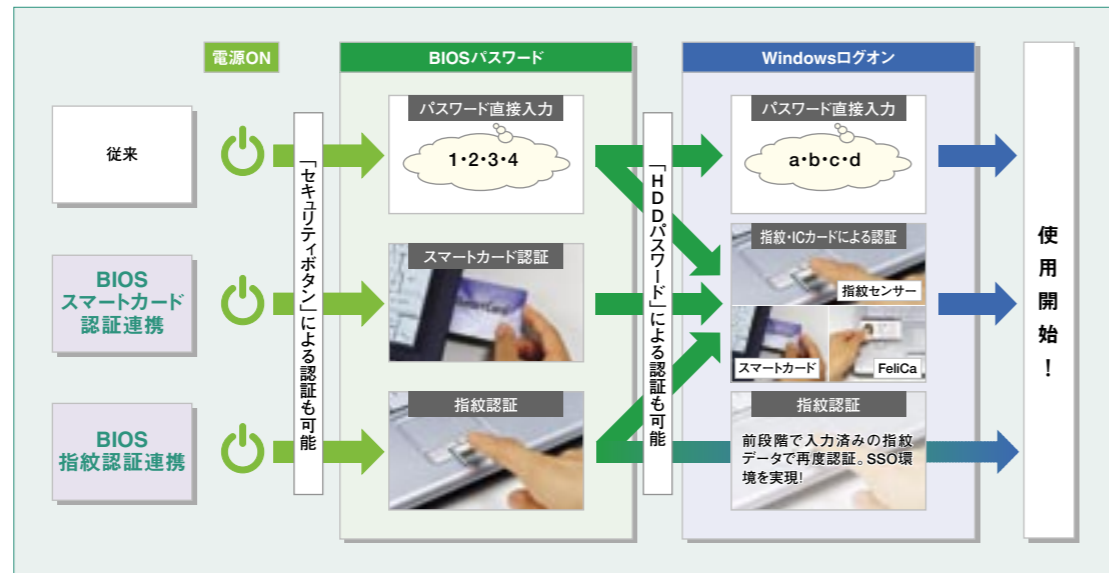 電源ON
BIOSパスワード
Windowsログオン
従来
「セキュリティボタン」による認証も可能
パスワード直接入力
1・2・3・4
「HDDパスワード」による認証も可能
パスワード直接入力
a・b・c・d
使用開始!
BIOS
スマートカード
認証連携
スマートカード認証
指紋・ICカードによる認証
指紋センサー
スマートカード
FeliCa
BIOS
指紋認証連携
指紋認証
指紋認証
前段階で入力済みの指紋
データで再度認証。SSO環
境を実現!